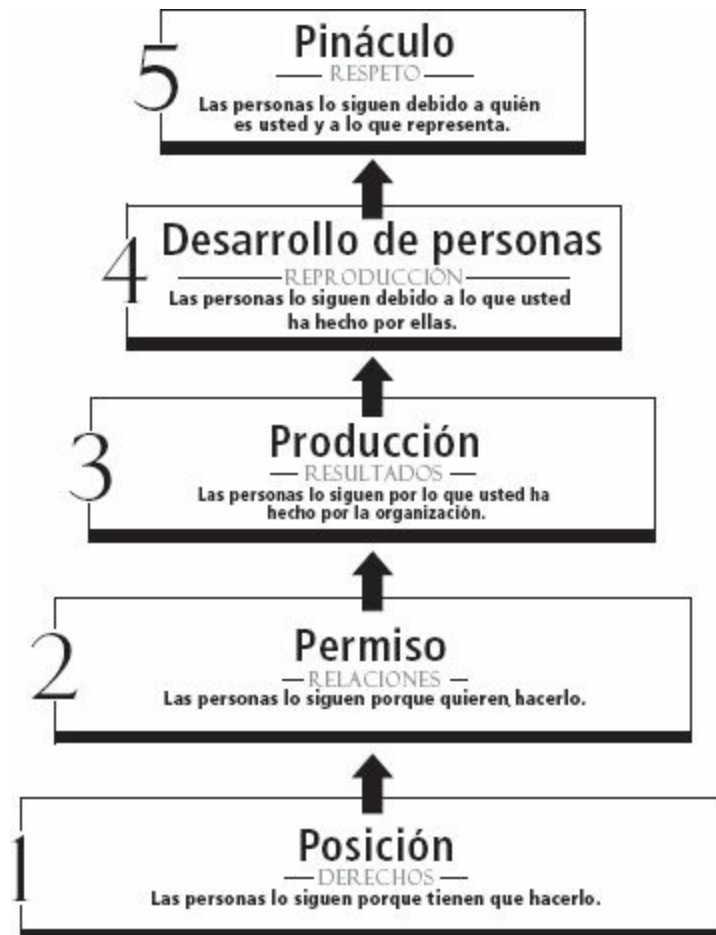 5
Pináculo
RESPETO
Las personas lo siguen debido a quién
es usted y a lo que representa.
4
Desarrollo de personas
REPRODUCCIÓN
Las personas lo siguen debido a lo que usted
ha hecho por ellas.
3
Producción
RESULTADOS
Las personas lo siguen por lo que usted ha
hecho por la organización.
2
Permiso
RELACIONES
Las personas lo siguen porque quieren hacerlo.
1
Posición
DERECHOS
Las personas lo siguen porque tienen que hacerlo.